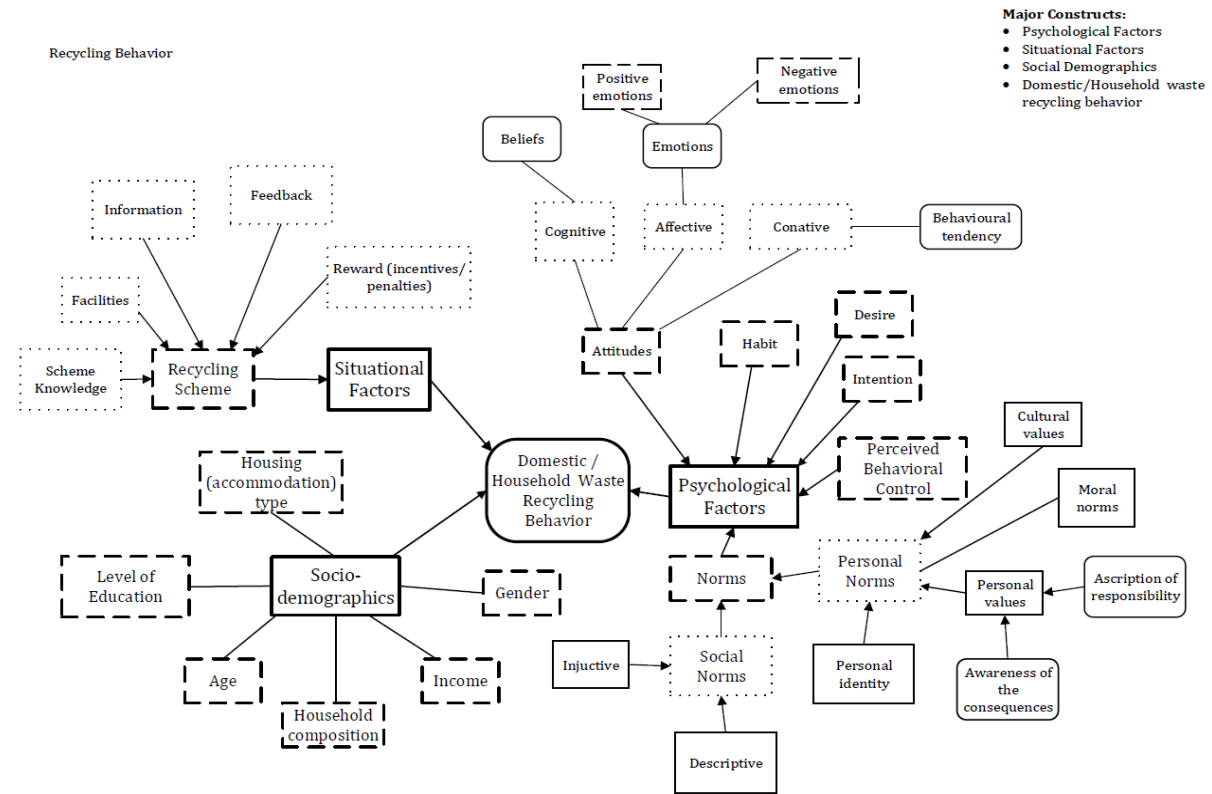 Major Constructs:
• Psychological Factors
• Situational Factors
• Social Demographics
• Domestic/Household waste
recycling behavior
Recycling Behavior
Positive
emotions
Negative
emotions
Beliefs
Emotions
Information
Feedback
Cognitive
Affective
Conative
Behavioural
tendency
Reward (incentives/
penalties)
Facilities
Desire
Attitudes
Habit
Scheme
Knowledge
Recycling
Scheme
Situational
Factors
Intention
Cultural
values
Housing
(accommodation)
type
Domestic /
Household Waste
Recycling
Behavior
Psychological
Factors
Perceived
Behavioral
Control
Moral
norms
Level of
Education
Socio-
demographics
Gender
Norms
Personal
Norms
Personal
values
Ascription of
responsibility
Age
Income
Injuctive
Social
Norms
Personal
identity
Awareness of
the
consequences
Household
composition
Descriptive